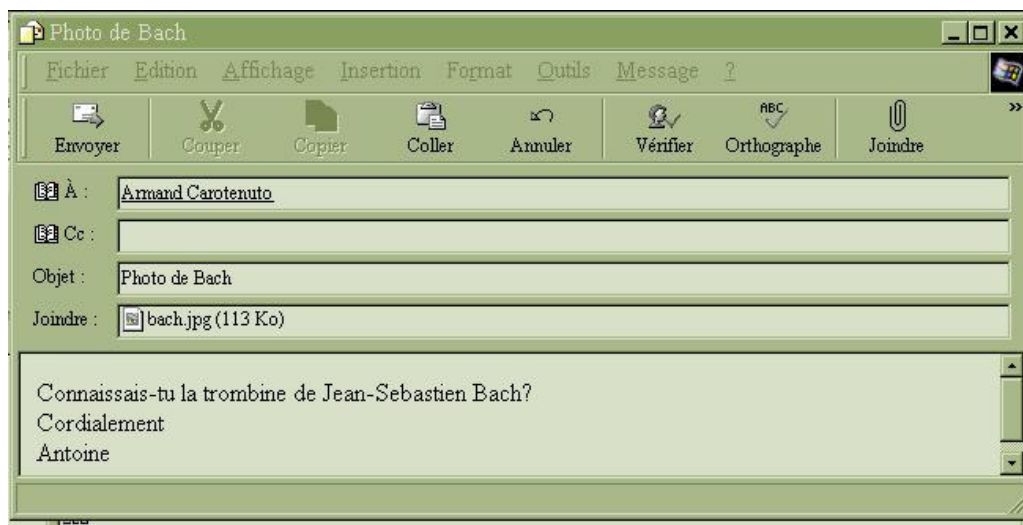 Photo de Bach
Fichier Edition Affichage Insertion Format Outils Message ?
Envoyer Couper Copier Coller Annuler Vérifier ABC Orthographe Joindre »
À : Armand Carotenuto
Cc :
Objet : Photo de Bach
Joindre : bach.jpg (113 Ko)
Connaissais-tu la trombine de Jean-Sebastien Bach?
Cordialement
Antoine